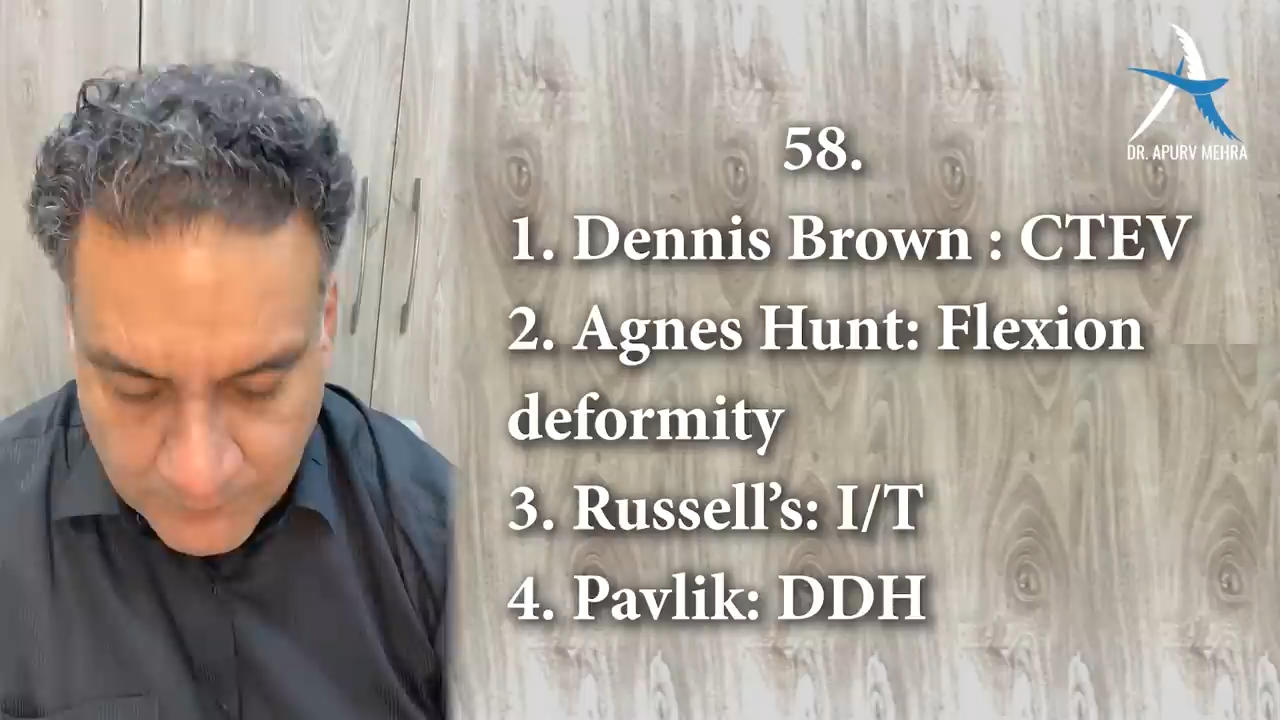 DR. APURV MEHRA
58.
1. Dennis Brown : CTEV
2. Agnes Hunt: Flexion
deformity
3. Russell’s: I/T
4. Pavlik: DDH